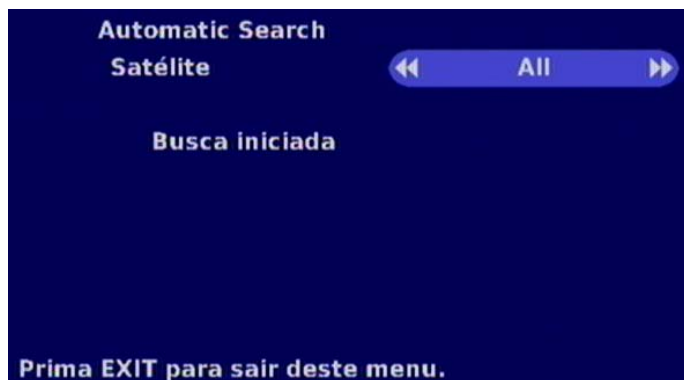 Automatic Search
Satélite All
Busca iniciada
Prima EXIT para sair deste menu.